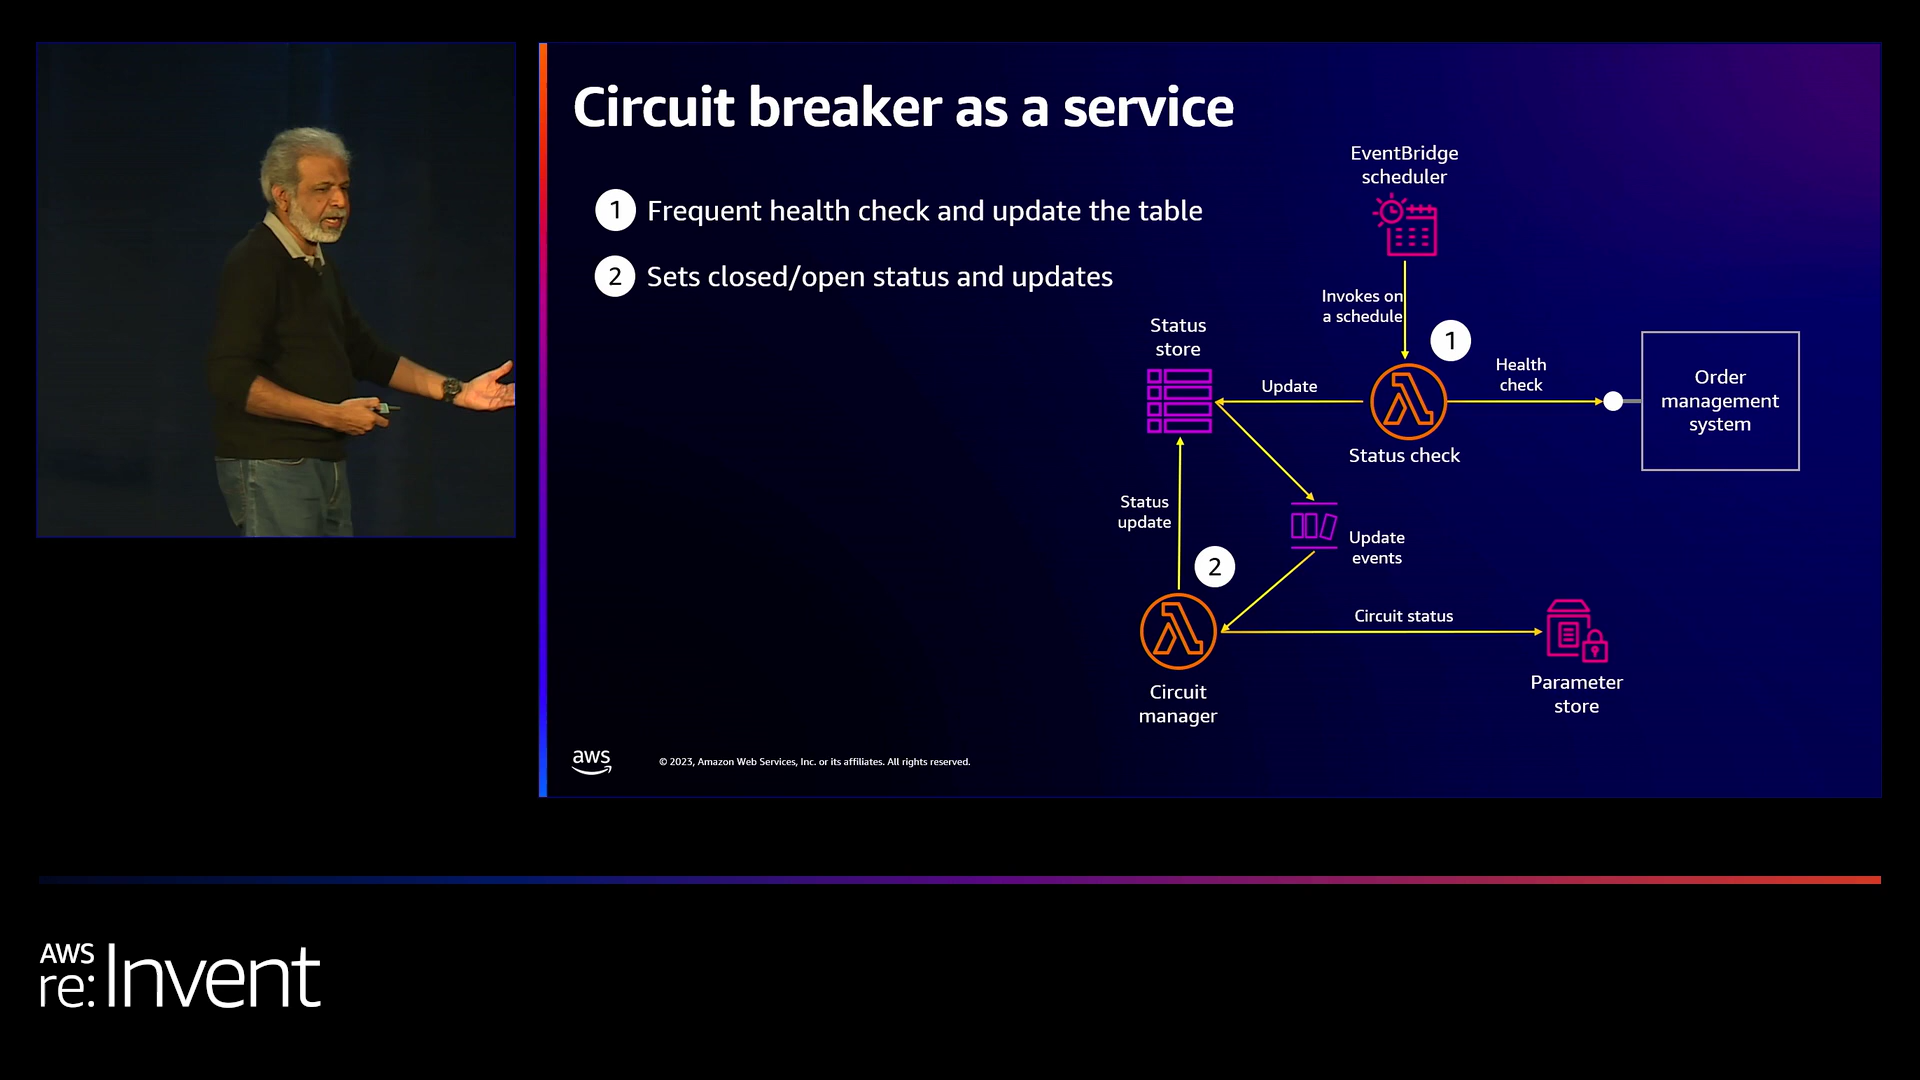 Circuit breaker as a service
1 Frequent health check and update the table
2 Sets closed/open status and updates
EventBridge
scheduler
Invokes on
a schedule
1
Status
store
Update
Health
check
Order
management
system
Status check
Status
update
Update
events
2
Circuit status
Circuit
manager
Parameter
store
aws
© 2023, Amazon Web Services, Inc. or its affiliates. All rights reserved.
AWS
re:Invent